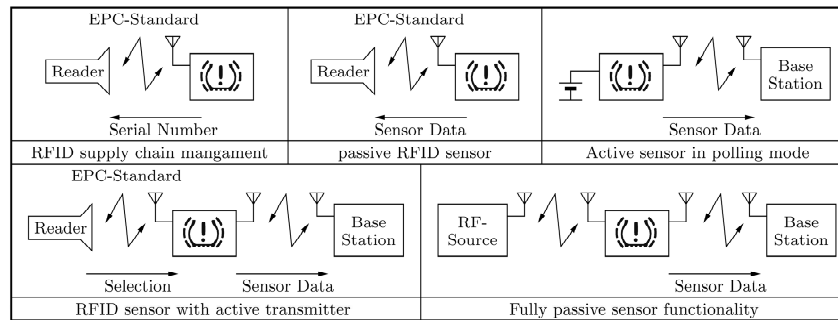 EPC-Standard
Reader
Serial Number
RFID supply chain mangament
EPC-Standard
Reader
Sensor Data
passive RFID sensor
Base
Station
Sensor Data
Active sensor in polling mode
EPC-Standard
Reader
Base
Station
Selection
Sensor Data
RFID sensor with active transmitter
RF-
Source
Base
Station
Sensor Data
Fully passive sensor functionality